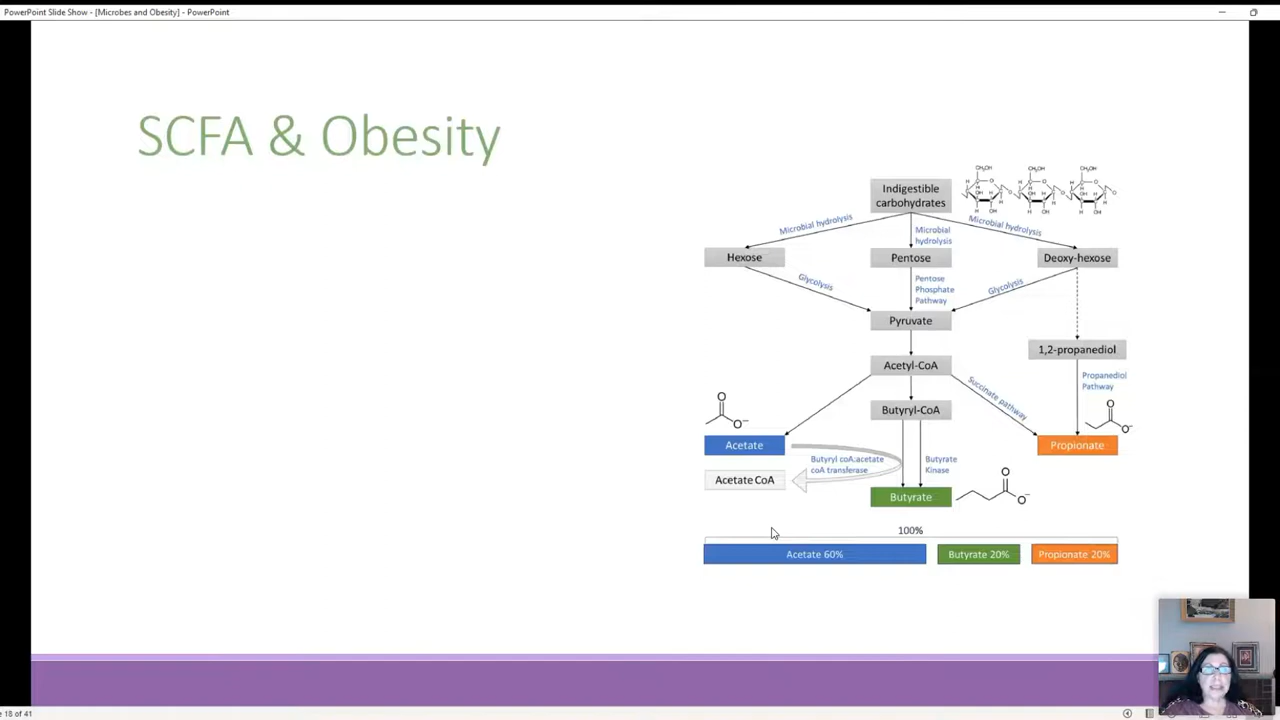 PowerPoint Slide Show - [Microbes and Obesity] - PowerPoint
SCFA & Obesity
Indigestible
carbohydrates
Microbial hydrolysis
Microbial
hydrolysis
Microbial hydrolysis
Hexose
Pentose
Deoxy-hexose
Glycolysis
Pentose
Phosphate
Pathway
Glycolysis
Pyruvate
1,2-propanediol
Acetyl-CoA
Succinate pathway
Propanediol
Pathway
Butyryl-CoA
O
O⁻
O
O⁻
Acetate
Propionate
Butyryl coA:acetate
coA transferase
Butyrate
Kinase
Acetate CoA
Butyrate
O
O⁻
100%
Acetate 60%
Butyrate 20%
Propionate 20%
18 of 41